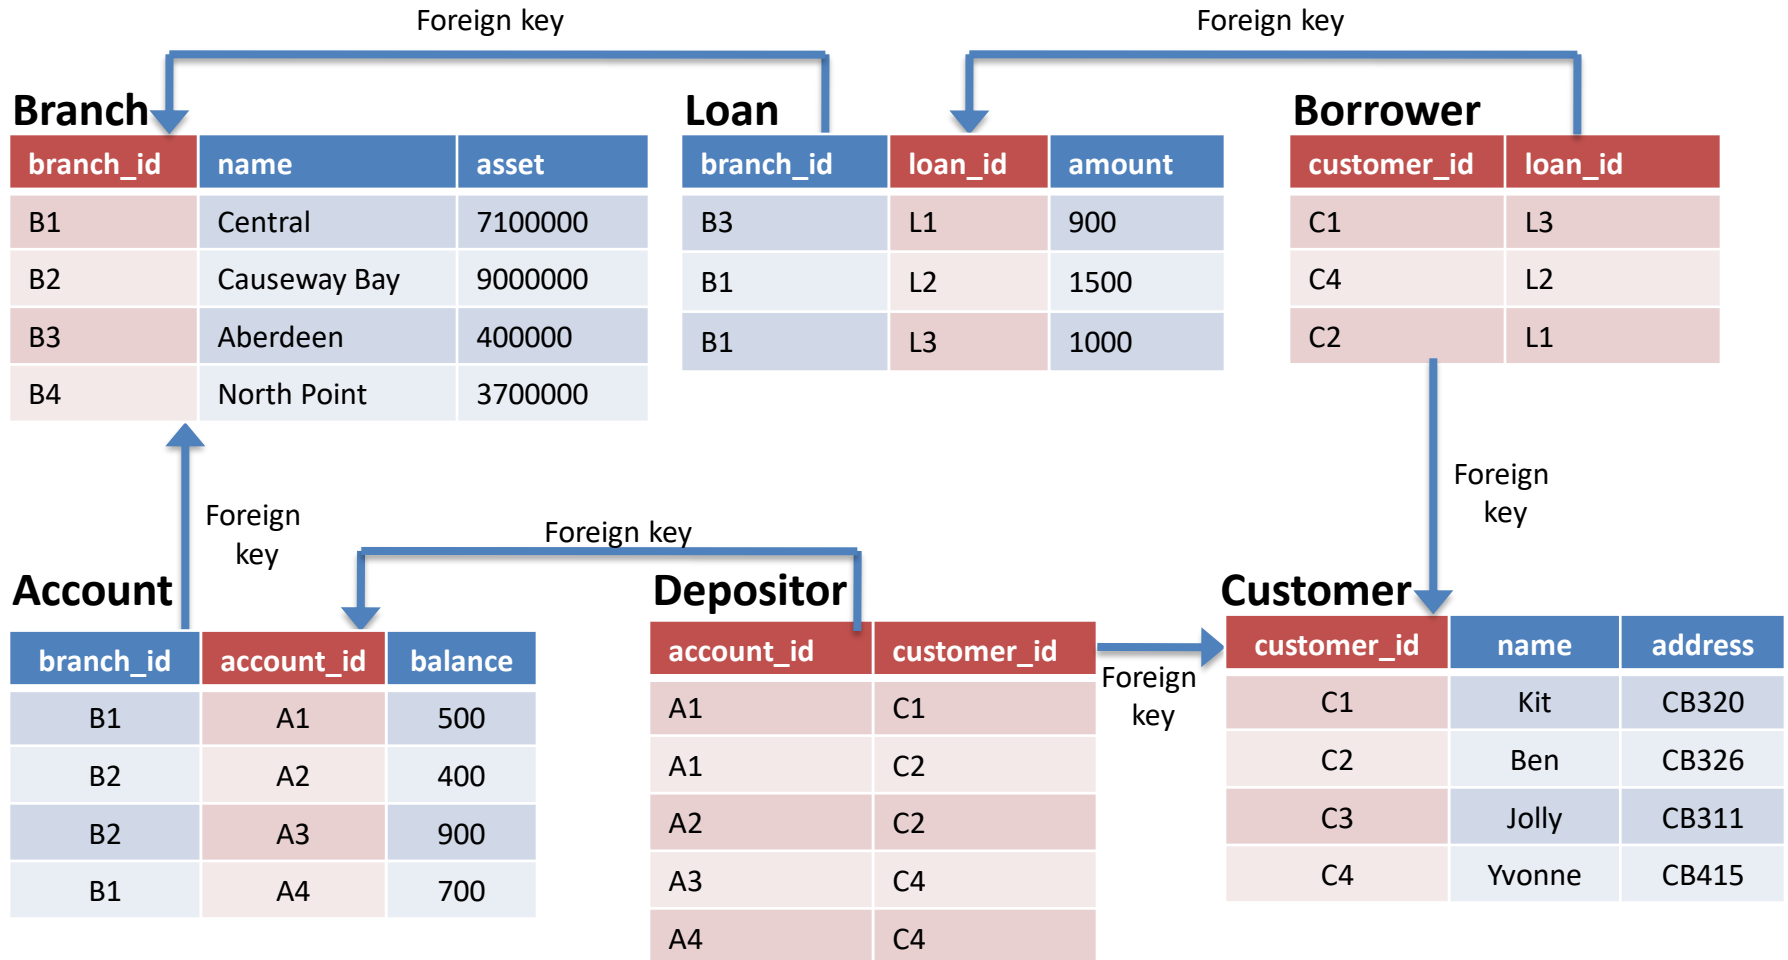 Foreign key
Foreign key
Branch
branch_id name asset
B1 Central 7100000
B2 Causeway Bay 9000000
B3 Aberdeen 400000
B4 North Point 3700000
Loan
branch_id loan_id amount
B3 L1 900
B1 L2 1500
B1 L3 1000
Borrower
customer_id loan_id
C1 L3
C4 L2
C2 L1
Foreign
key
Foreign key
Foreign
key
Account
branch_id account_id balance
B1 A1 500
B2 A2 400
B2 A3 900
B1 A4 700
Depositor
account_id customer_id
A1 C1
A1 C2
A2 C2
A3 C4
A4 C4
Foreign
key
Customer
customer_id name address
C1 Kit CB320
C2 Ben CB326
C3 Jolly CB311
C4 Yvonne CB415